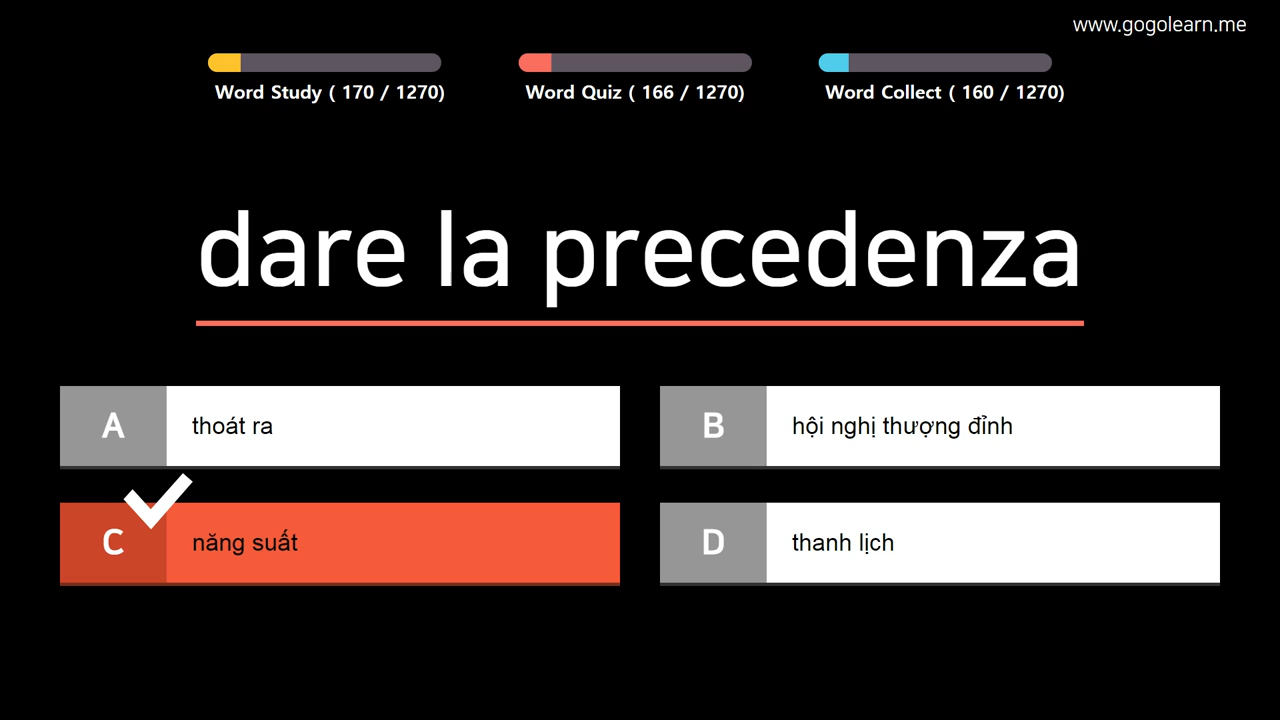 www.gogolearn.me
Word Study ( 170 / 1270)
Word Quiz ( 166 / 1270)
Word Collect ( 160 / 1270)
dare la precedenza
A thoát ra
B hội nghị thượng đỉnh
C năng suất
D thanh lịch